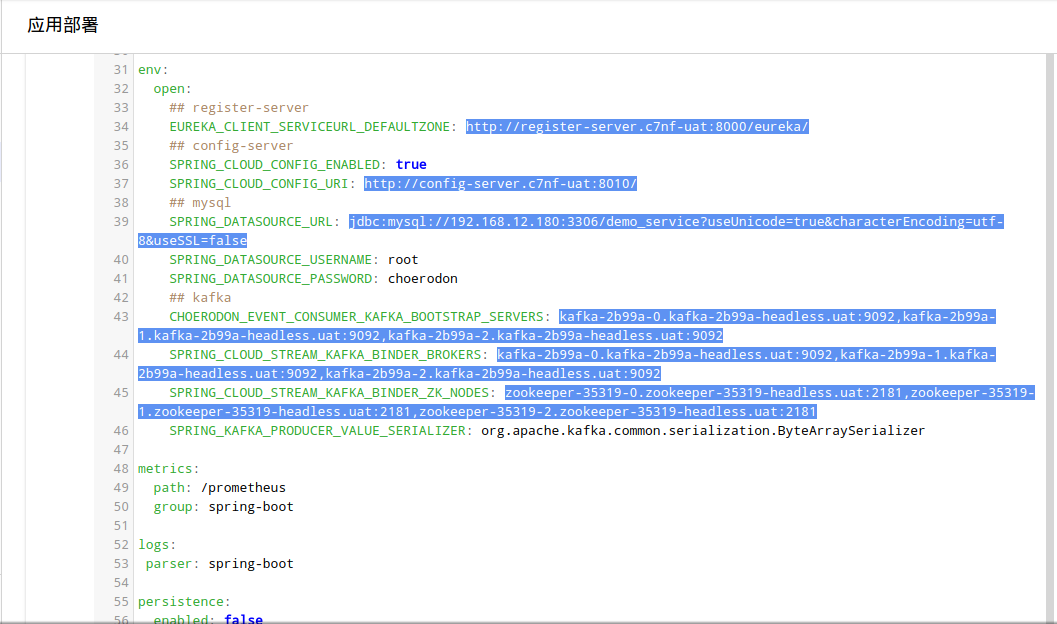 应用部署
31 env:
32 open:
33 ## register-server
34 EUREKA_CLIENT_SERVICEURL_DEFAULTZONE: http://register-server.c7nf-uat:8000/eureka/
35 ## config-server
36 SPRING_CLOUD_CONFIG_ENABLED: true
37 SPRING_CLOUD_CONFIG_URI: http://config-server.c7nf-uat:8010/
38 ## mysql
39 SPRING_DATASOURCE_URL: jdbc:mysql://192.168.12.180:3306/demo_service?useUnicode=true&characterEncoding=utf-
8&useSSL=false
40 SPRING_DATASOURCE_USERNAME: root
41 SPRING_DATASOURCE_PASSWORD: choerodon
42 ## kafka
43 CHOERODON_EVENT_CONSUMER_KAFKA_BOOTSTRAP_SERVERS: kafka-2b99a-0.kafka-2b99a-headless.uat:9092,kafka-2b99a-
1.kafka-2b99a-headless.uat:9092,kafka-2b99a-2.kafka-2b99a-headless.uat:9092
44 SPRING_CLOUD_STREAM_KAFKA_BINDER_BROKERS: kafka-2b99a-0.kafka-2b99a-headless.uat:9092,kafka-2b99a-1.kafka-
2b99a-headless.uat:9092,kafka-2b99a-2.kafka-2b99a-headless.uat:9092
45 SPRING_CLOUD_STREAM_KAFKA_BINDER_ZK_NODES: zookeeper-35319-0.zookeeper-35319-headless.uat:2181,zookeeper-35319-
1.zookeeper-35319-headless.uat:2181,zookeeper-35319-2.zookeeper-35319-headless.uat:2181
46 SPRING_KAFKA_PRODUCER_VALUE_SERIALIZER: org.apache.kafka.common.serialization.ByteArraySerializer
47
48 metrics:
49 path: /prometheus
50 group: spring-boot
51
52 logs:
53 parser: spring-boot
54
55 persistence:
56 enabled: false